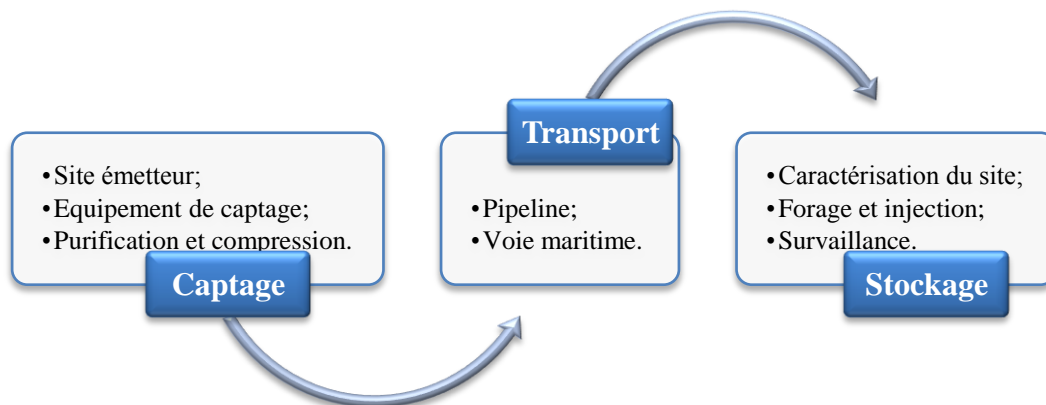 •Site émetteur;
•Equipement de captage;
•Purification et compression.
Captage
Transport
•Pipeline;
•Voie maritime.
•Caractérisation du site;
•Forage et injection;
•Survaillance.
Stockage